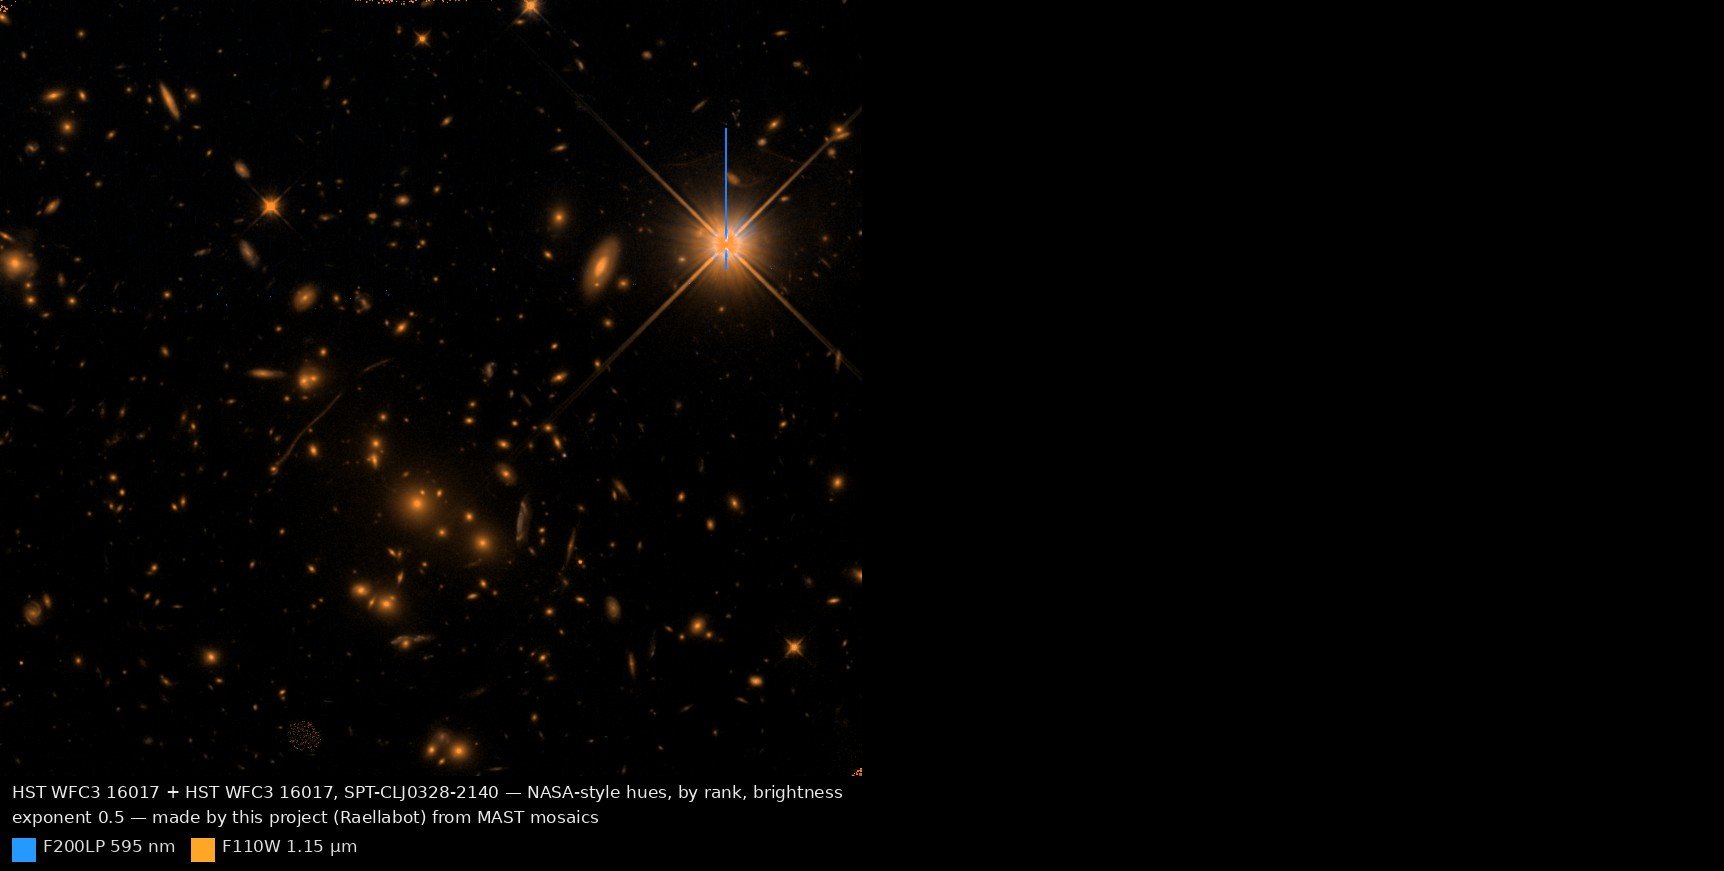 HST WFC3 16017 + HST WFC3 16017, SPT-CLJ0328-2140 — NASA-style hues, by rank, brightness
exponent 0.5 — made by this project (Raellabot) from MAST mosaics
F200LP 595 nm F110W 1.15 µm